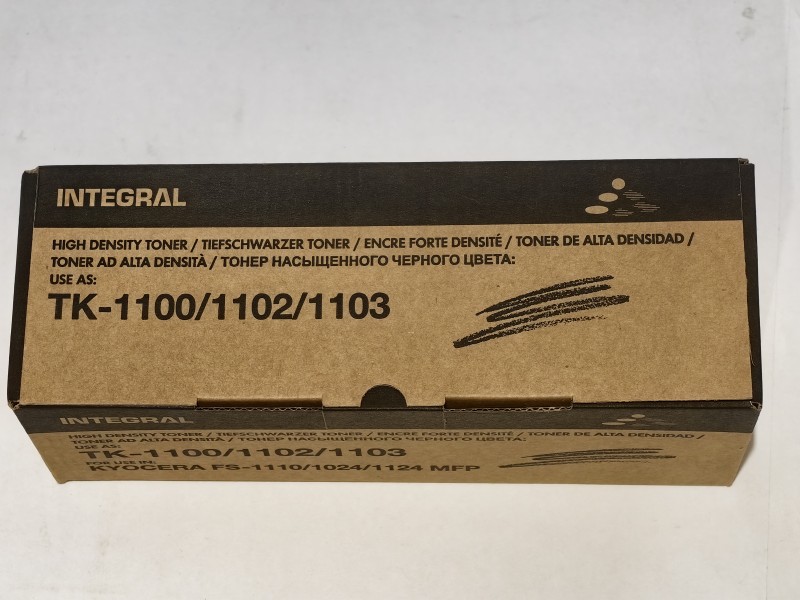 INTEGRAL
HIGH DENSITY TONER / TIEFSCHWARZER TONER / ENCRE FORTE DENSITÉ / TONER DE ALTA DENSIDAD /
TONER AD ALTA DENSITÀ / ТОНЕР НАСЫЩЕННОГО ЧЕРНОГО ЦВЕТА:
USE AS:
TK-1100/1102/1103
INTEGRAL
HIGH DENSITY TONER / TIEFSCHWARZER TONER / ENCRE FORTE DENSITÉ / TONER DE ALTA DENSIDAD /
TONER AD ALTA DENSITÀ / ТОНЕР НАСЫЩЕННОГО ЧЕРНОГО ЦВЕТА:
USE AS:
TK-1100/1102/1103
FOR USE IN:
KYOCERA FS-1110/1024/1124 MFP